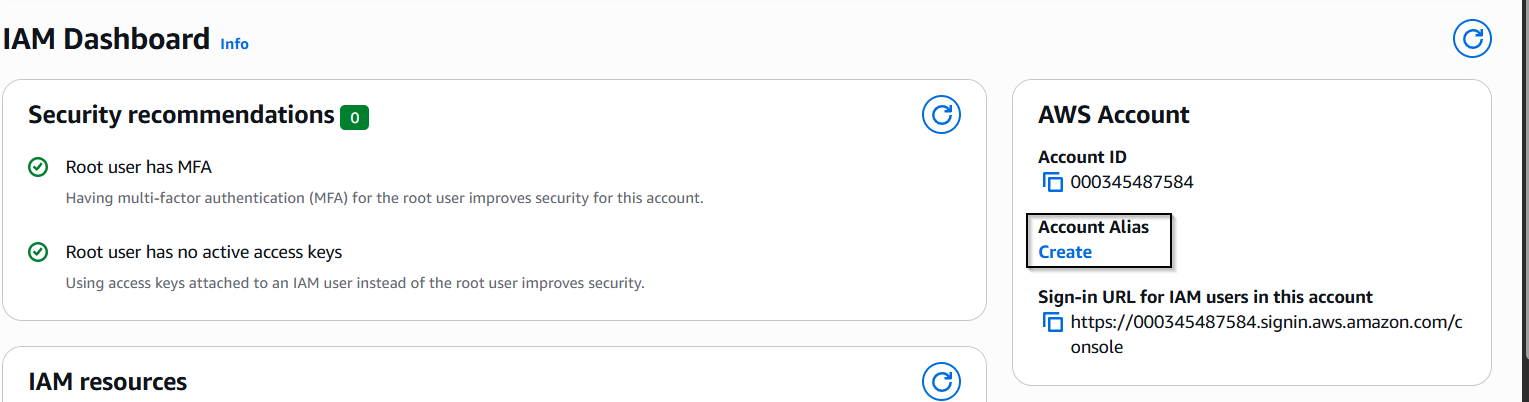 IAM Dashboard Info
Security recommendations 0
Root user has MFA
Having multi-factor authentication (MFA) for the root user improves security for this account.
Root user has no active access keys
Using access keys attached to an IAM user instead of the root user improves security.
IAM resources
AWS Account
Account ID
000345487584
Account Alias
Create
Sign-in URL for IAM users in this account
https://000345487584.signin.aws.amazon.com/c
onsole